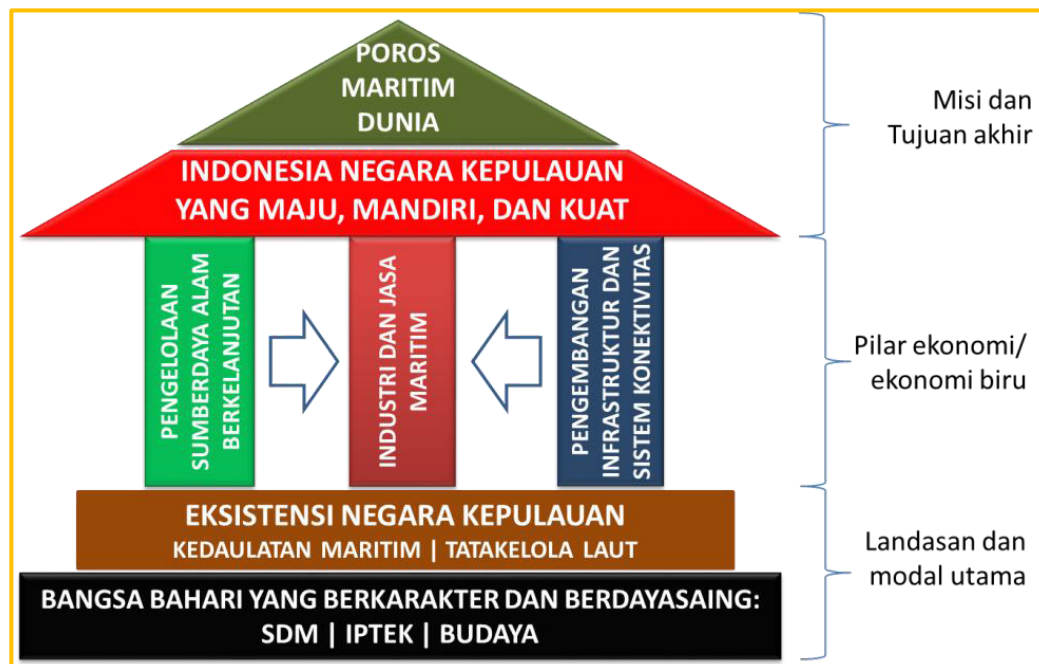 POROS
MARITIM
DUNIA
INDONESIA NEGARA KEPULAUAN
YANG MAJU, MANDIRI, DAN KUAT
Misi dan
Tujuan akhir
PENGELOLAAN
SUMBERDAYA ALAM
BERKELANJUTAN
INDUSTRI DAN JASA
MARITIM
PENGEMBANGAN
INFRASTRUKTUR DAN
SISTEM KONEKTIVITAS
Pilar ekonomi/
ekonomi biru
EKSISTENSI NEGARA KEPULAUAN
KEDAULATAN MARITIM | TATAKELOLA LAUT
BANGSA BAHARI YANG BERKARAKTER DAN BERDAYASAING:
SDM | IPTEK | BUDAYA
Landasan dan
modal utama